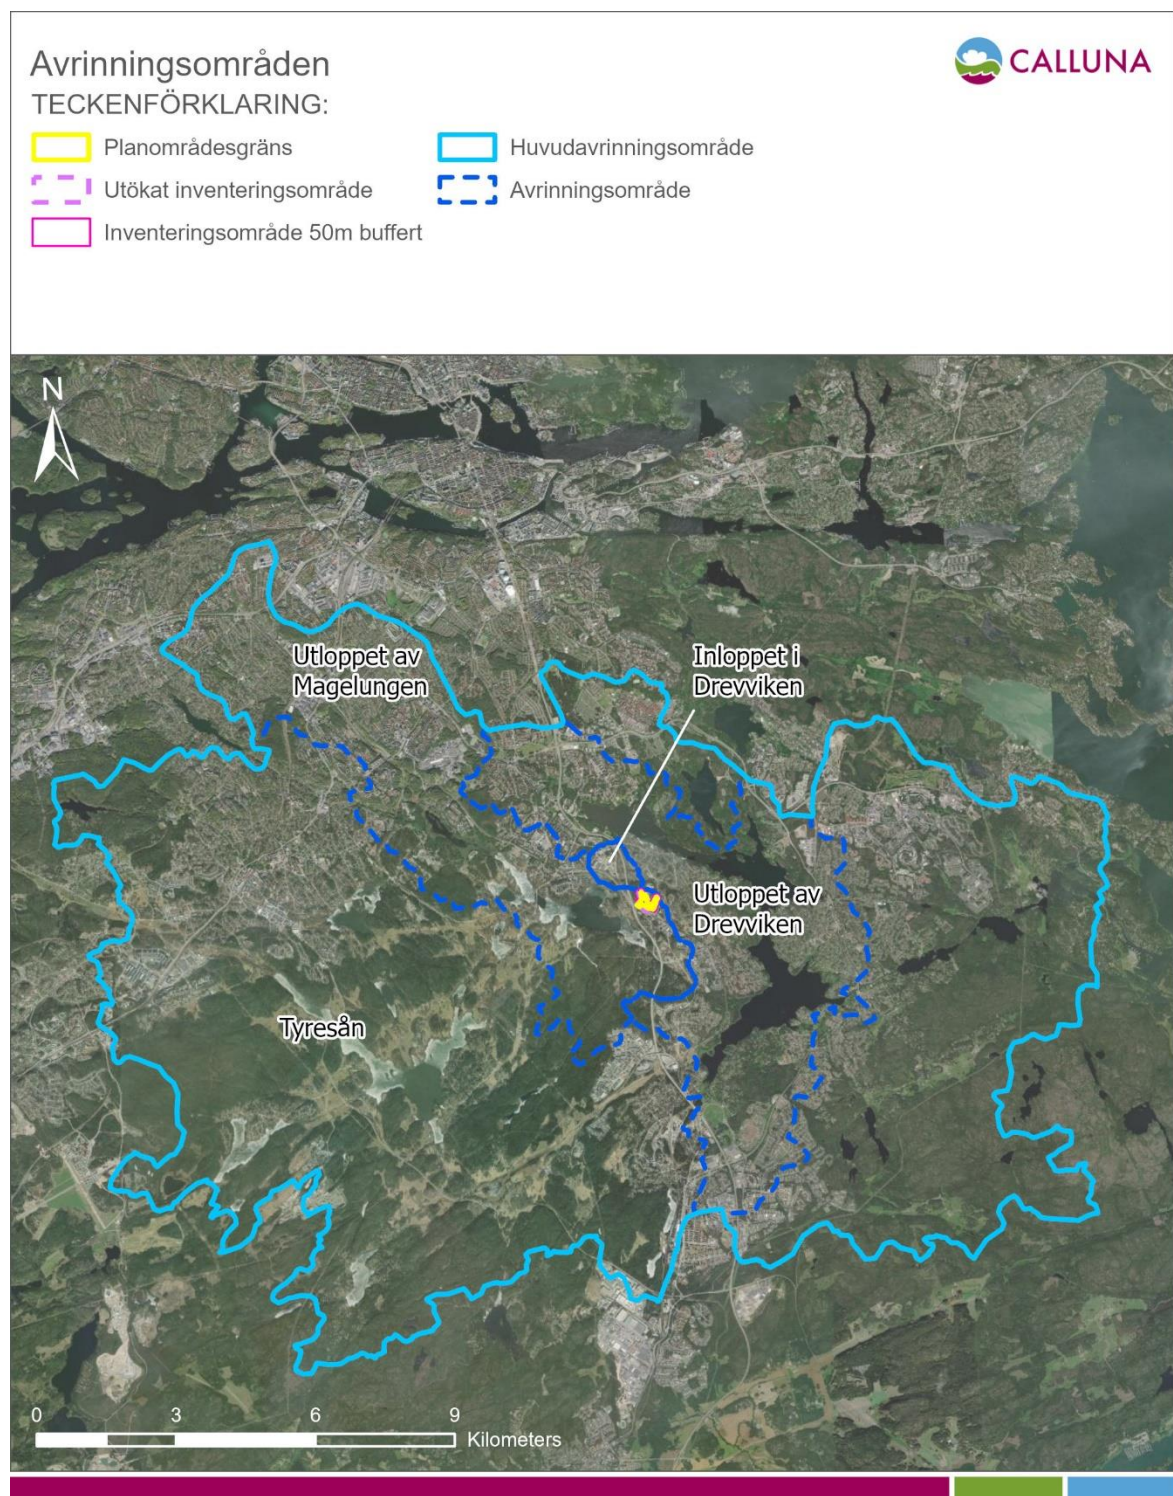 Avrinningsområden
CALLUNA
TECKENFÖRKLARING:
Planområdesgräns
Huvudavrinningsområde
Utökat inventeringsområde
Avrinningsområde
Inventeringsområde 50m buffert
N
Utloppet av
Magelungen
Inloppet i
Drevviken
Utloppet av
Drevviken
Tyresån
0 3 6 9
Kilometers